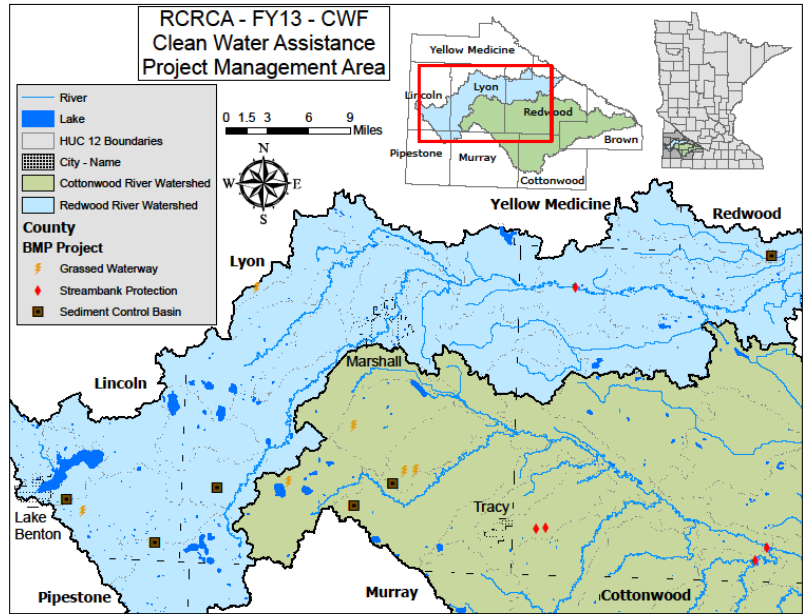 RCRCA - FY13 - CWF
Clean Water Assistance
Project Management Area
River
Lake
HUC 12 Boundaries
City - Name
Cottonwood River Watershed
Redwood River Watershed
County
BMP Project
Grassed Waterway
Streambank Protection
Sediment Control Basin
0 1.5 3 6 9
Miles
N
W E
S
Yellow Medicine
Lincoln
Lyon
Redwood
Brown
Pipestone
Murray
Cottonwood
Yellow Medicine
Redwood
Lyon
Marshall
Lincoln
Lake
Benton
Tracy
Pipestone
Murray
Cottonwood